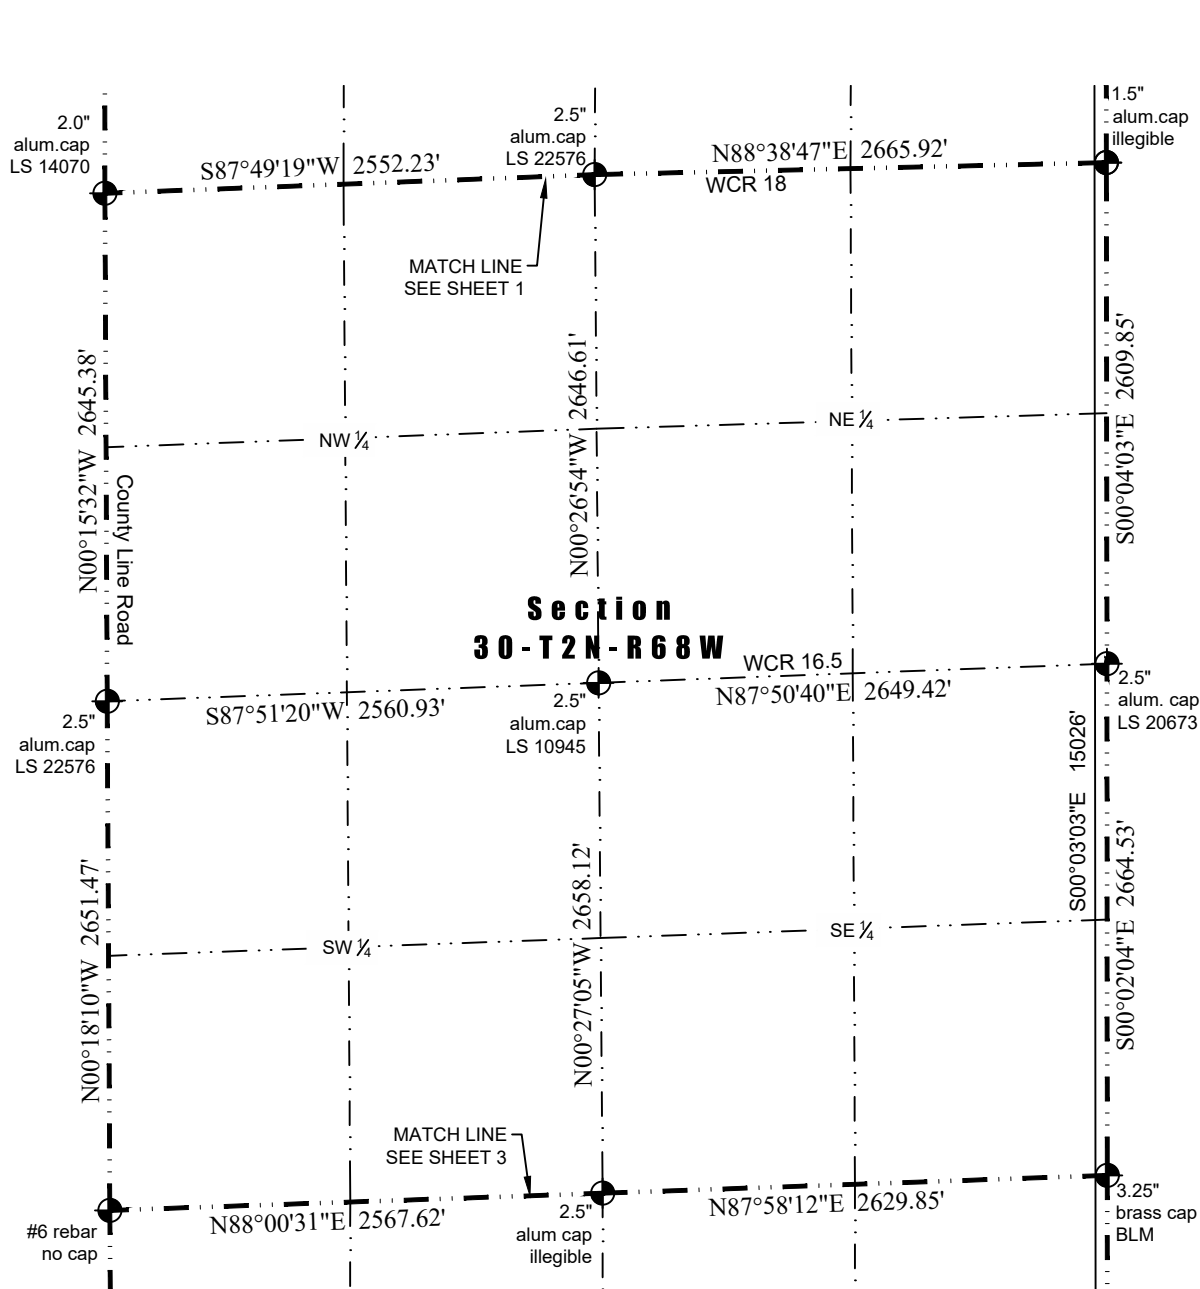 2.0"
alum.cap
LS 14070
2.5"
alum.cap
LS 22576
1.5"
alum.cap
illegible
S87°49'19"W 2552.23'
N88°38'47"E 2665.92'
WCR 18
MATCH LINE
SEE SHEET 1
N00°15'32"W 2645.38'
County Line Road
N00°26'54"W 2646.61'
S00°04'03"E 2609.85'
NW ¼
NE ¼
Section
30-T2N-R68W
WCR 16.5
S87°51'20"W 2560.93'
N87°50'40"E 2649.42'
2.5"
alum.cap
LS 22576
2.5"
alum.cap
LS 10945
2.5"
alum. cap
LS 20673
S00°03'03"E 15026'
N00°18'10"W 2651.47'
N00°27'05"W 2658.12'
S00°02'04"E 2664.53'
SW ¼
SE ¼
MATCH LINE
SEE SHEET 3
N88°00'31"E 2567.62'
N87°58'12"E 2629.85'
#6 rebar
no cap
2.5"
alum cap
illegible
3.25"
brass cap
BLM